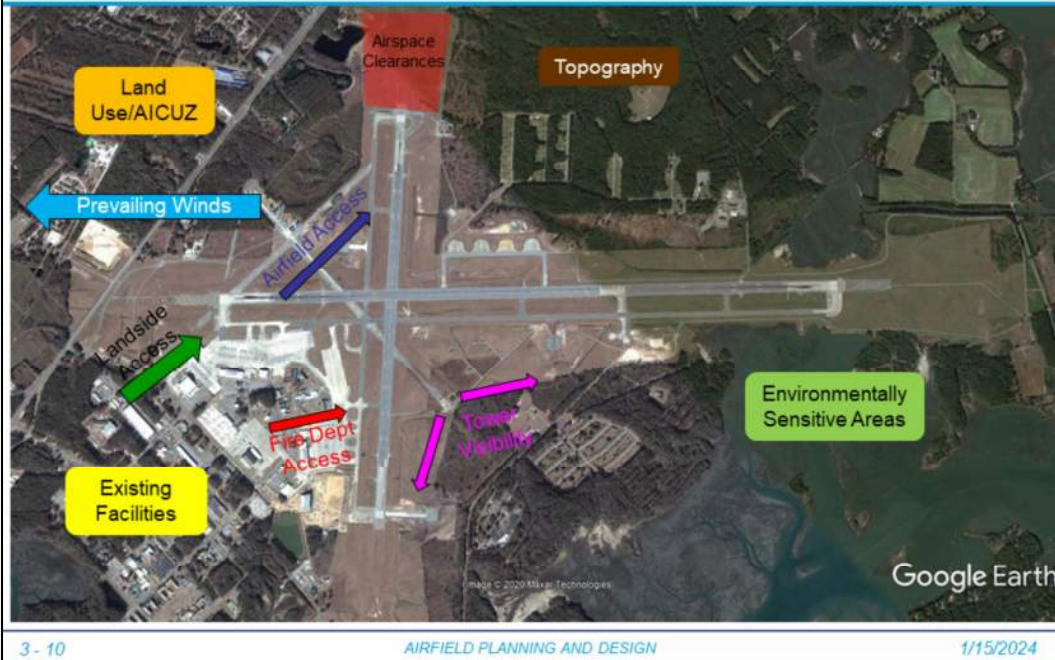 Airspace
Clearances
Topography
Land
Use/AICUZ
Prevailing Winds
Airfield Access
Landside
Access
Fire Dept
Access
Tower
Visibility
Environmentally
Sensitive Areas
Existing
Facilities
Image © 2020 Maxar Technologies
Google Earth
3 - 10
AIRFIELD PLANNING AND DESIGN
1/15/2024